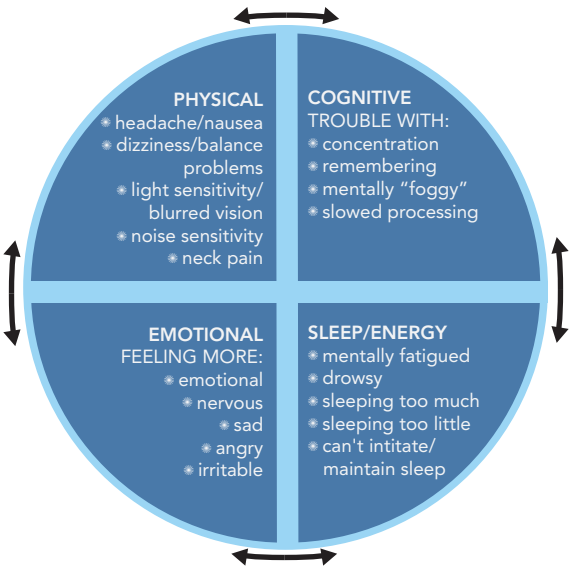 PHYSICAL
headache/nausea
dizziness/balance
problems
light sensitivity/
blurred vision
noise sensitivity
neck pain
COGNITIVE
TROUBLE WITH:
concentration
remembering
mentally “foggy”
slowed processing
EMOTIONAL
FEELING MORE:
emotional
nervous
sad
angry
irritable
SLEEP/ENERGY
mentally fatigued
drowsy
sleeping too much
sleeping too little
can't intitate/
maintain sleep